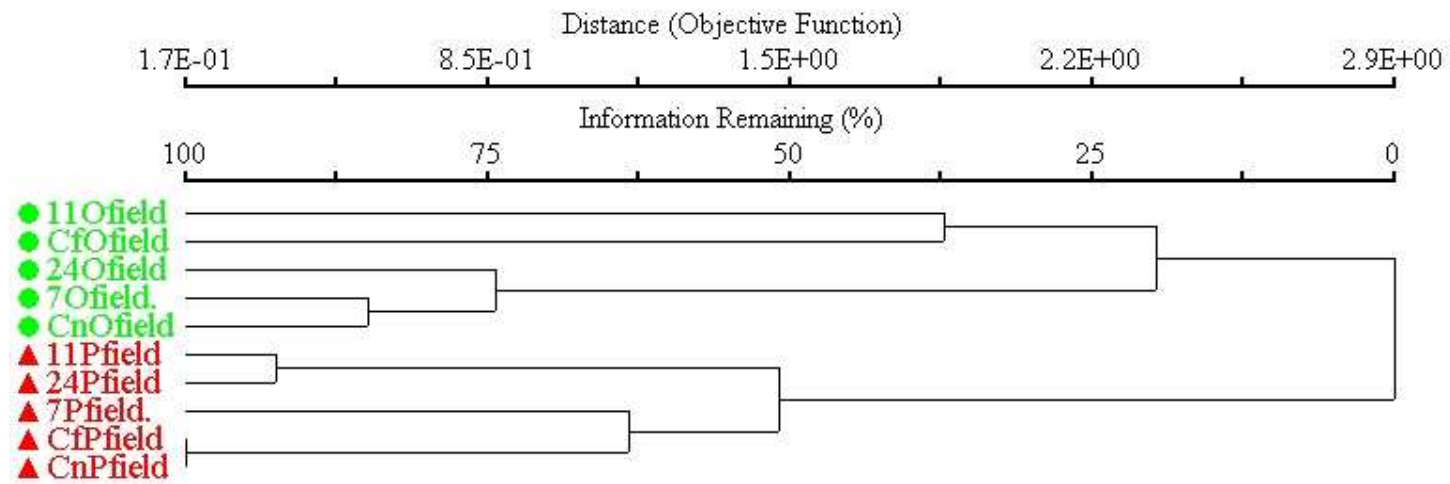 Distance (Objective Function)
1.7E-01 8.5E-01 1.5E+00 2.2E+00 2.9E+00
Information Remaining (%)
100 75 50 25 0
11Ofield
CfOfield
24Ofield
7Ofield.
CnOfield
11Pfield
24Pfield
7Pfield.
CfPfield
CnPfield